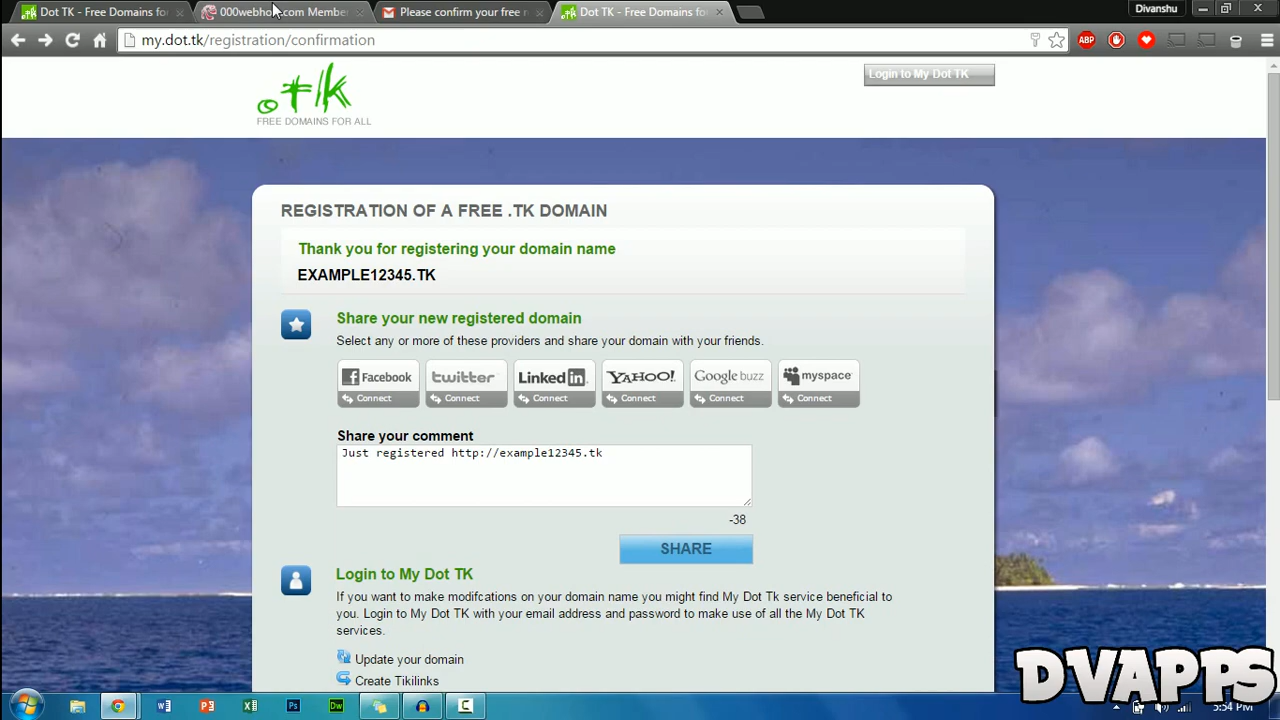 Dot TK - Free Domains fo
000webhost.com Membe
Please confirm your free r
Dot TK - Free Domains fo
Divanshu
my.dot.tk/registration/confirmation
ABP
Login to My Dot TK
.TK
FREE DOMAINS FOR ALL
REGISTRATION OF A FREE .TK DOMAIN
Thank you for registering your domain name
EXAMPLE12345.TK
Share your new registered domain
Select any or more of these providers and share your domain with your friends.
Facebook twitter Linked in YAHOO! Google buzz myspace
Connect Connect Connect Connect Connect Connect
Share your comment
Just registered http://example12345.tk
-38
SHARE
Login to My Dot TK
If you want to make modifcations on your domain name you might find My Dot Tk service beneficial to
you. Login to My Dot TK with your email address and password to make use of all the My Dot TK
services.
Update your domain
Create Tikilinks
DVAPPS
5:54 PM